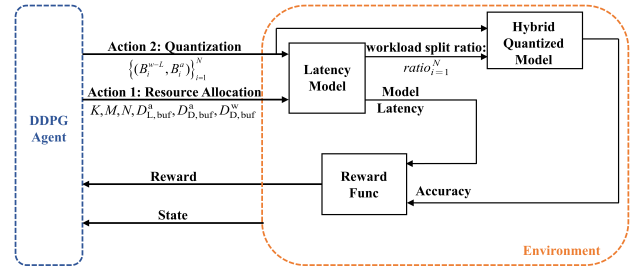 Action 2: Quantization
{(B_i^{w-L}, B_i^a)}_{i=1}^N
Action 1: Resource Allocation
K, M, N, D_{L,buf}^a, D_{D,buf}^a, D_{D,buf}^w
DDPG
Agent
Latency
Model
workload split ratio:
ratio_{i=1}^N
Hybrid
Quantized
Model
Model
Latency
Reward
Reward
Func
Accuracy
State
Environment